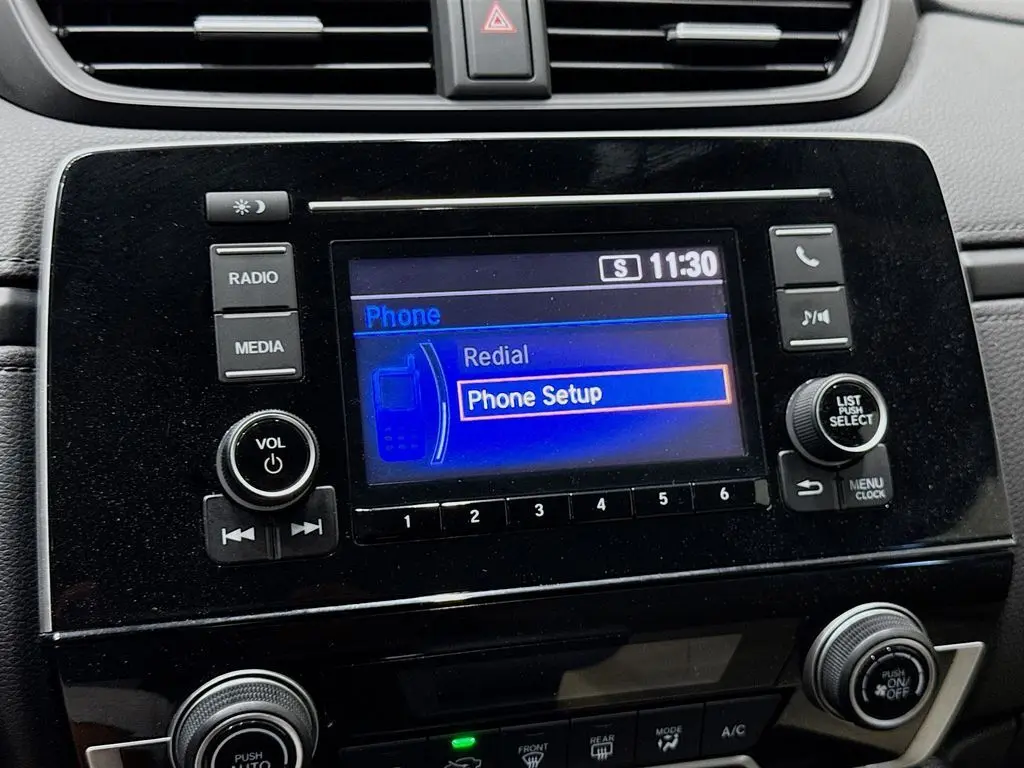 S 11:30
RADIO
Phone
Redial
MEDIA
Phone Setup
VOL
LIST
PUSH
SELECT
MENU
CLOCK
1 2 3 4 5 6
PUSH
ON/
OFF
PUSH
AUTO
FRONT
REAR
MODE
A/C